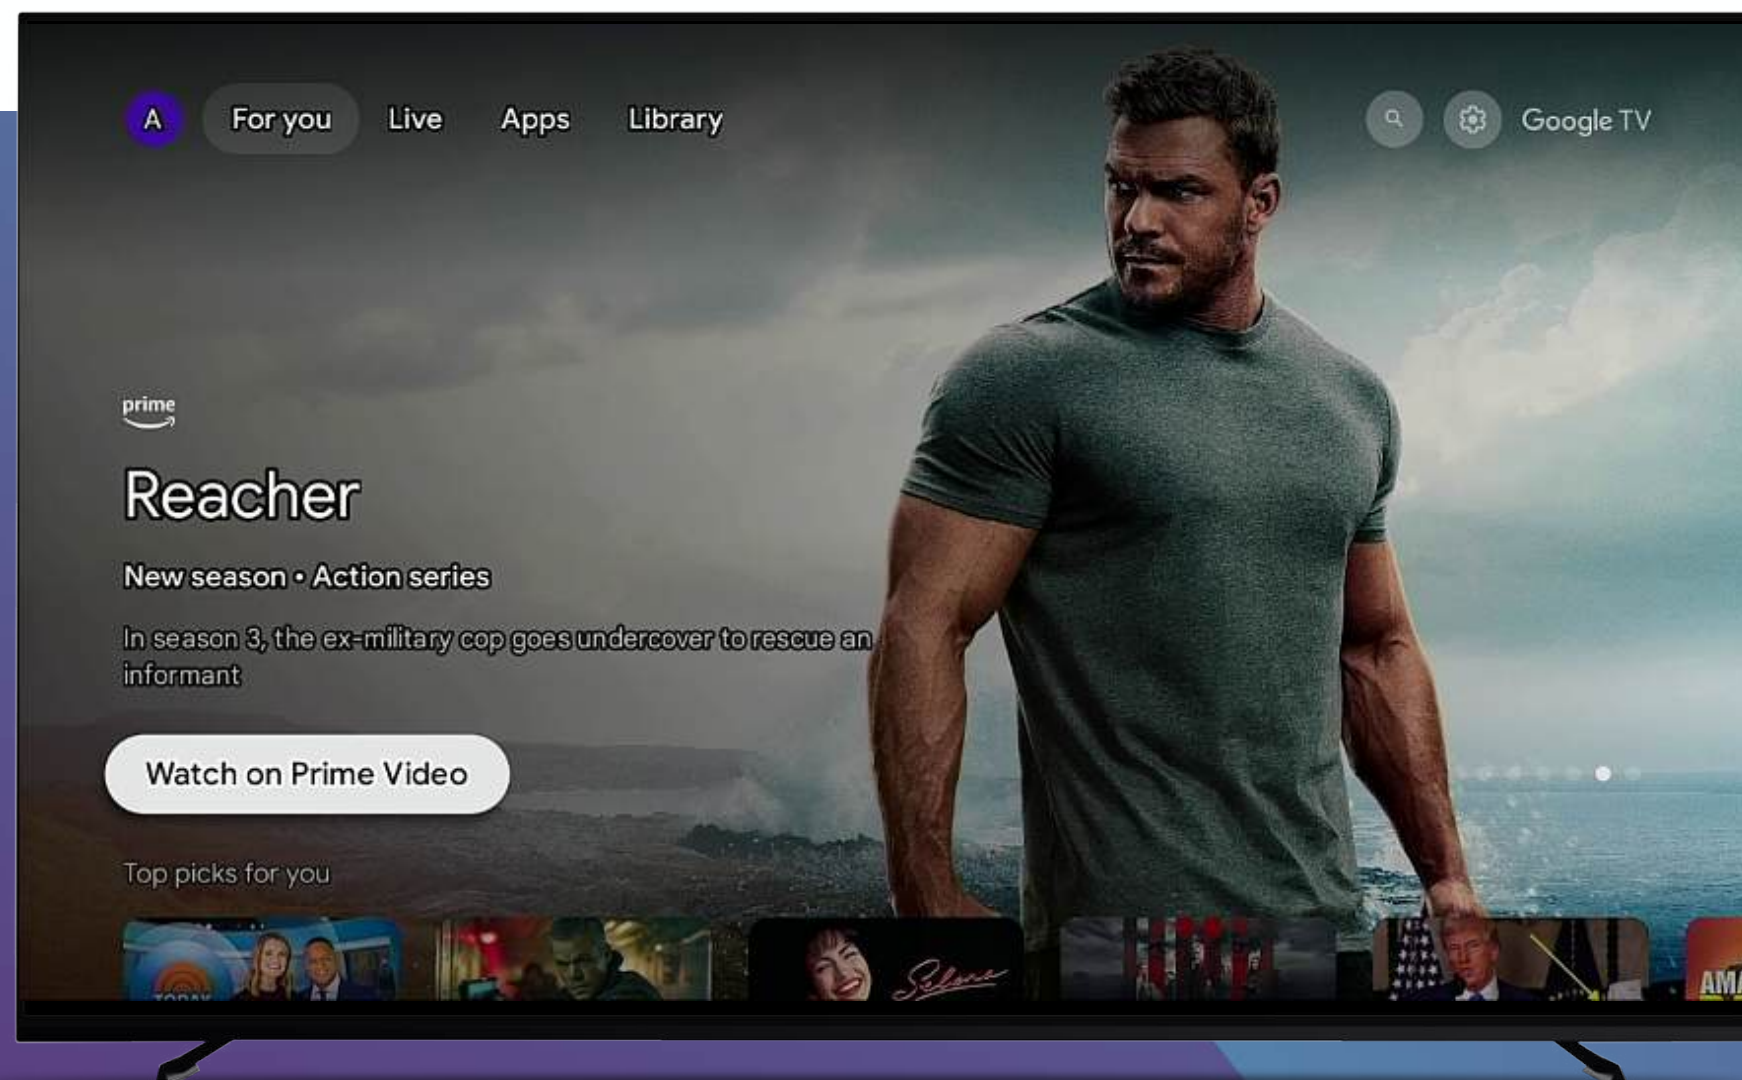 A
For you
Live
Apps
Library
Google TV
prime
Reacher
New season • Action series
In season 3, the ex-military cop goes undercover to rescue an
informant
Watch on Prime Video
Top picks for you
TODAY
Selena